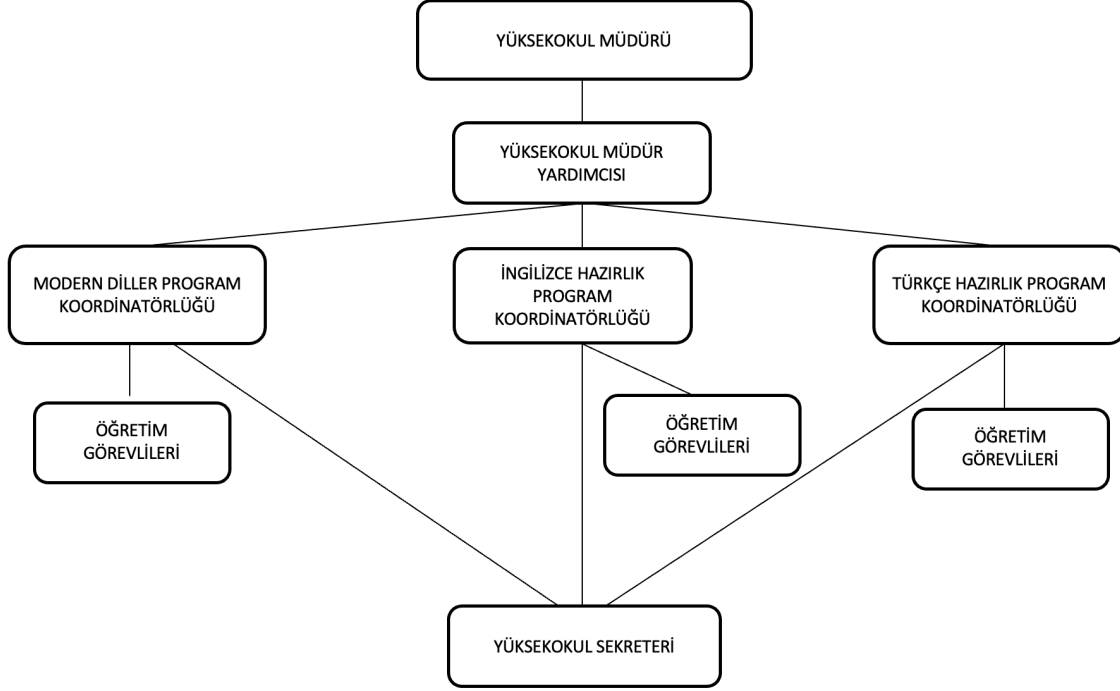 YÜKSEKOKUL MÜDÜRÜ
YÜKSEKOKUL MÜDÜR
YARDIMCISI
MODERN DİLLER PROGRAM
KOORDİNATÖRLÜĞÜ
İNGİLİZCE HAZIRLIK
PROGRAM
KOORDİNATÖRLÜĞÜ
TÜRKÇE HAZIRLIK PROGRAM
KOORDİNATÖRLÜĞÜ
ÖĞRETİM
GÖREVLİLERİ
ÖĞRETİM
GÖREVLİLERİ
ÖĞRETİM
GÖREVLİLERİ
YÜKSEKOKUL SEKRETERİ